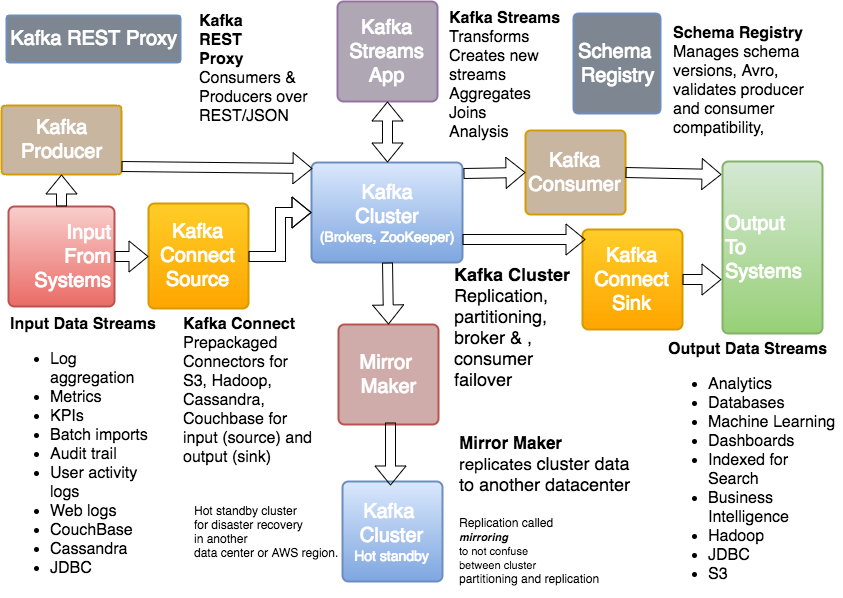 Kafka REST Proxy
Kafka
REST
Proxy
Consumers &
Producers over
REST/JSON
Kafka
Streams
App
Kafka Streams
Transforms
Creates new
streams
Aggregates
Joins
Analysis
Schema
Registry
Schema Registry
Manages schema
versions, Avro,
validates producer
and consumer
compatibility,
Kafka
Producer
Kafka
Cluster
(Brokers, ZooKeeper)
Kafka
Consumer
Input
From
Systems
Kafka
Connect
Source
Kafka
Connect
Sink
Output
To
Systems
Input Data Streams
• Log
aggregation
• Metrics
• KPIs
• Batch imports
• Audit trail
• User activity
logs
• Web logs
• CouchBase
• Cassandra
• JDBC
Kafka Connect
Prepackaged
Connectors for
S3, Hadoop,
Cassandra,
Couchbase for
input (source) and
output (sink)
Mirror
Maker
Kafka Cluster
Replication,
partitioning,
broker & ,
consumer
failover
Output Data Streams
• Analytics
• Databases
• Machine Learning
• Dashboards
• Indexed for
Search
• Business
Intelligence
• Hadoop
• JDBC
• S3
Mirror Maker
replicates cluster data
to another datacenter
Hot standby cluster
for disaster recovery
in another
data center or AWS region.
Kafka
Cluster
Hot standby
Replication called
mirroring
to not confuse
between cluster
partitioning and replication